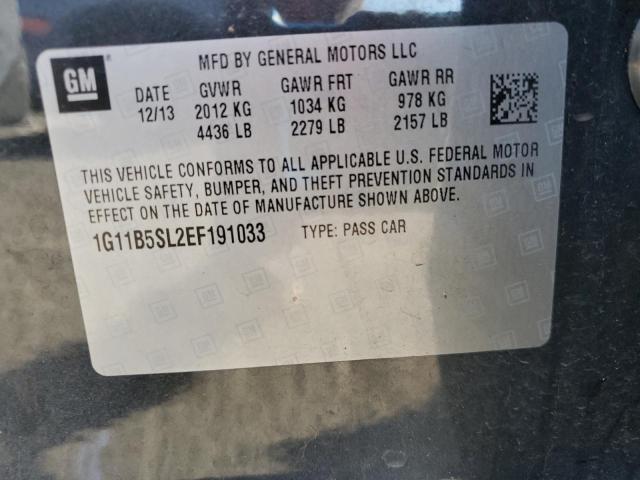 GM
MFD BY GENERAL MOTORS LLC
DATE GVWR GAWR FRT GAWR RR
12/13 2012 KG 1034 KG 978 KG
4436 LB 2279 LB 2157 LB
THIS VEHICLE CONFORMS TO ALL APPLICABLE U.S. FEDERAL MOTOR
VEHICLE SAFETY, BUMPER, AND THEFT PREVENTION STANDARDS IN
EFFECT ON THE DATE OF MANUFACTURE SHOWN ABOVE.
1G11B5SL2EF191033 TYPE: PASS CAR